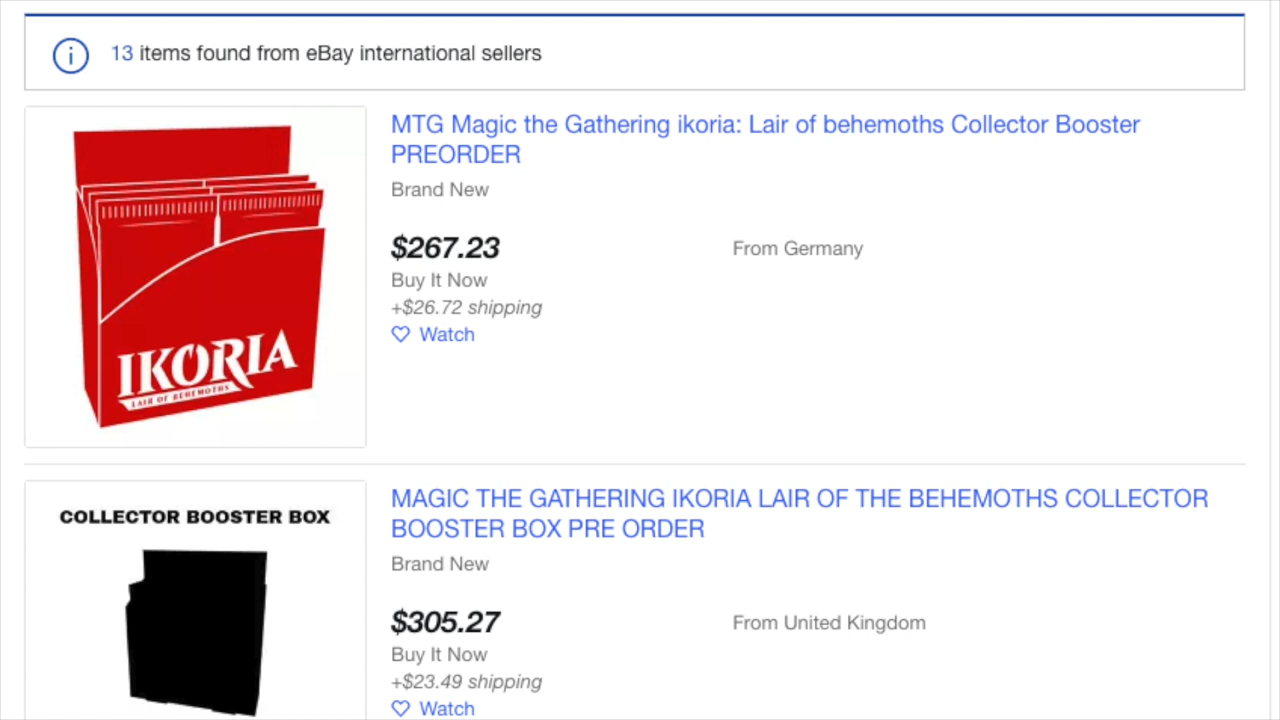 13 items found from eBay international sellers
MTG Magic the Gathering ikoria: Lair of behemoths Collector Booster
PREORDER
Brand New
$267.23
From Germany
Buy It Now
+$26.72 shipping
Watch
IKORIA
LAIR OF BEHEMOTHS
COLLECTOR BOOSTER BOX
MAGIC THE GATHERING IKORIA LAIR OF THE BEHEMOTHS COLLECTOR
BOOSTER BOX PRE ORDER
Brand New
$305.27
From United Kingdom
Buy It Now
+$23.49 shipping
Watch